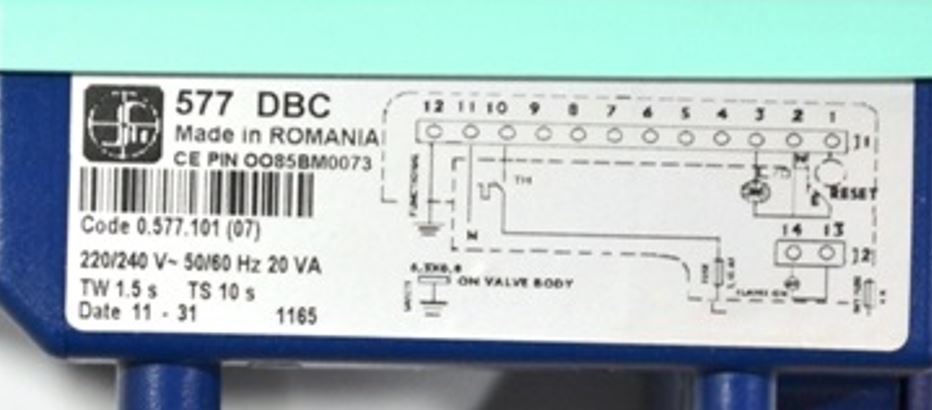 Sit
577 DBC
Made in ROMANIA
CE PIN 0085BM0073
Code 0.577.101 (07)
220/240 V~ 50/60 Hz 20 VA
TW 1.5 s TS 10 s
Date 11 - 31 1165
12 11 10 9 8 7 6 5 4 3 2 1
J1
TH
RESET
N
14 13
J2
ON VALVE BODY